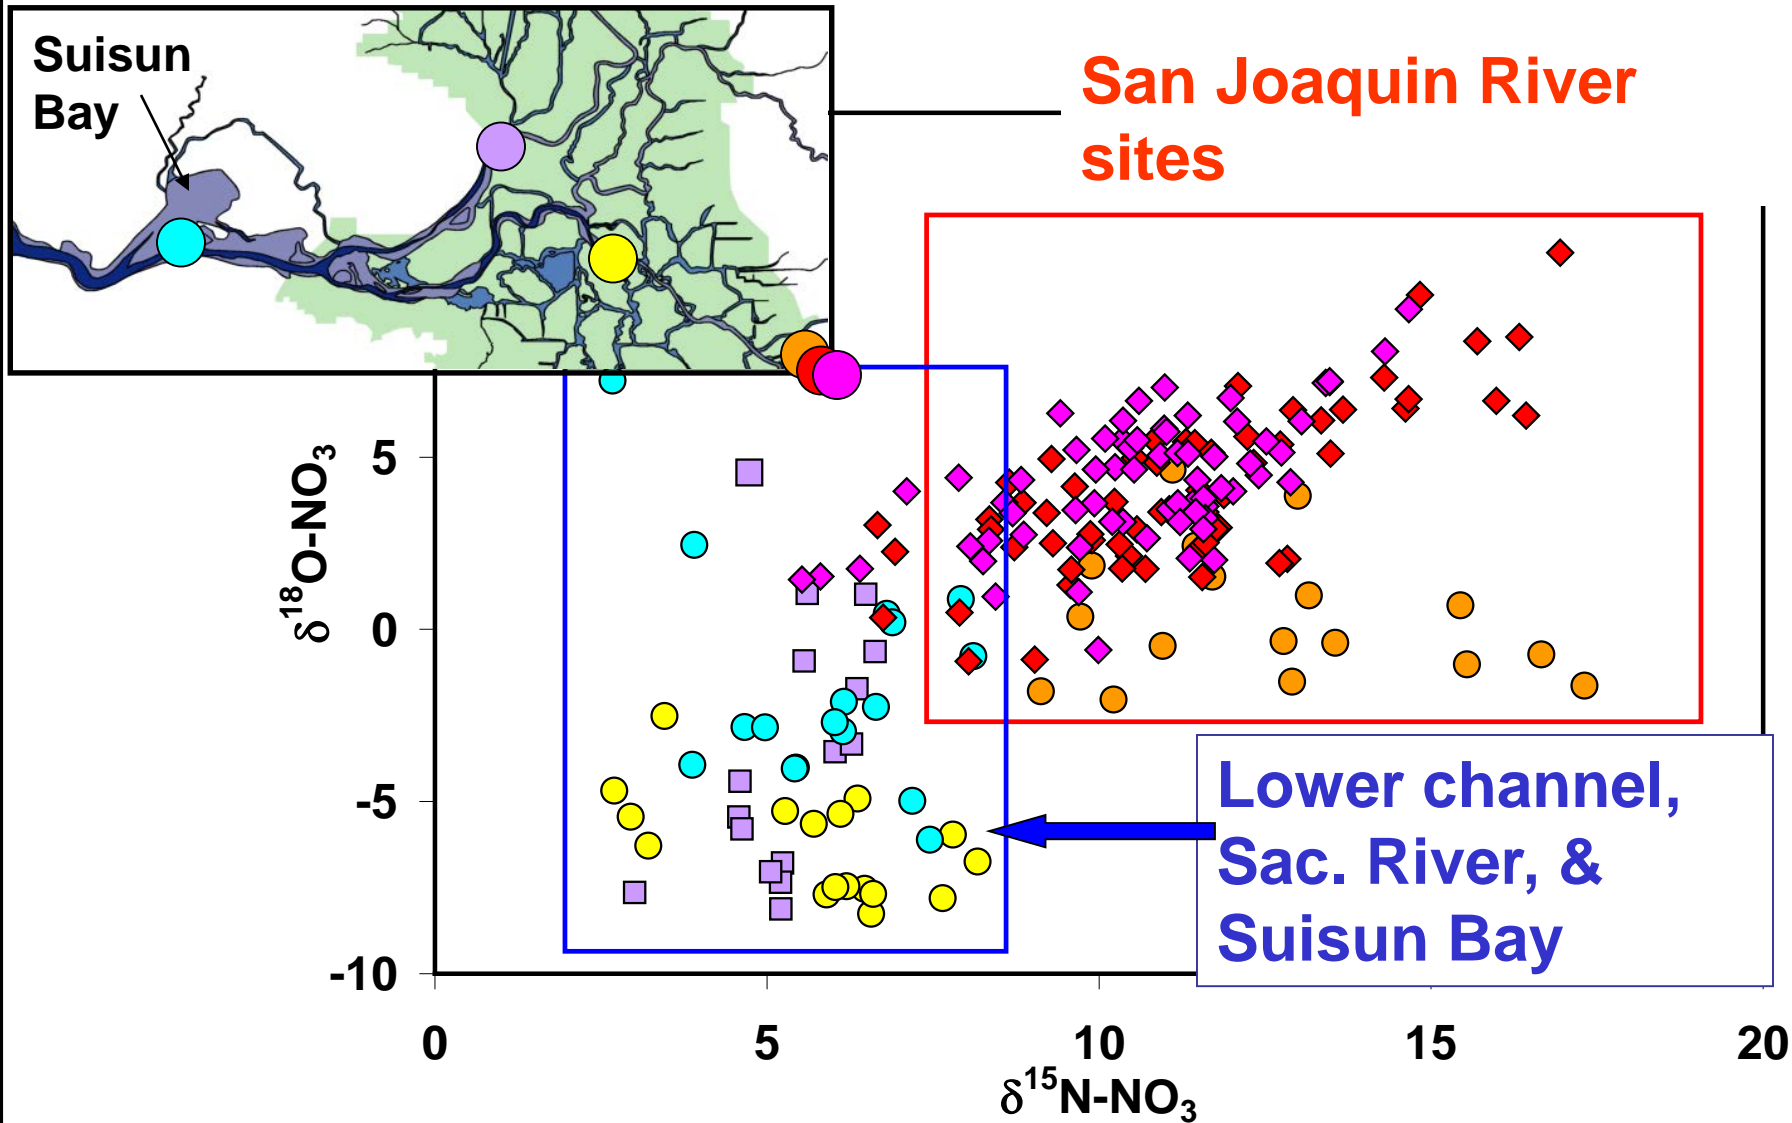 Suisun
Bay
San Joaquin River
sites
5
0
-5
-10
δ¹⁸O-NO₃
Lower channel,
Sac. River, &
Suisun Bay
0 5 10 15 20
δ¹⁵N-NO₃